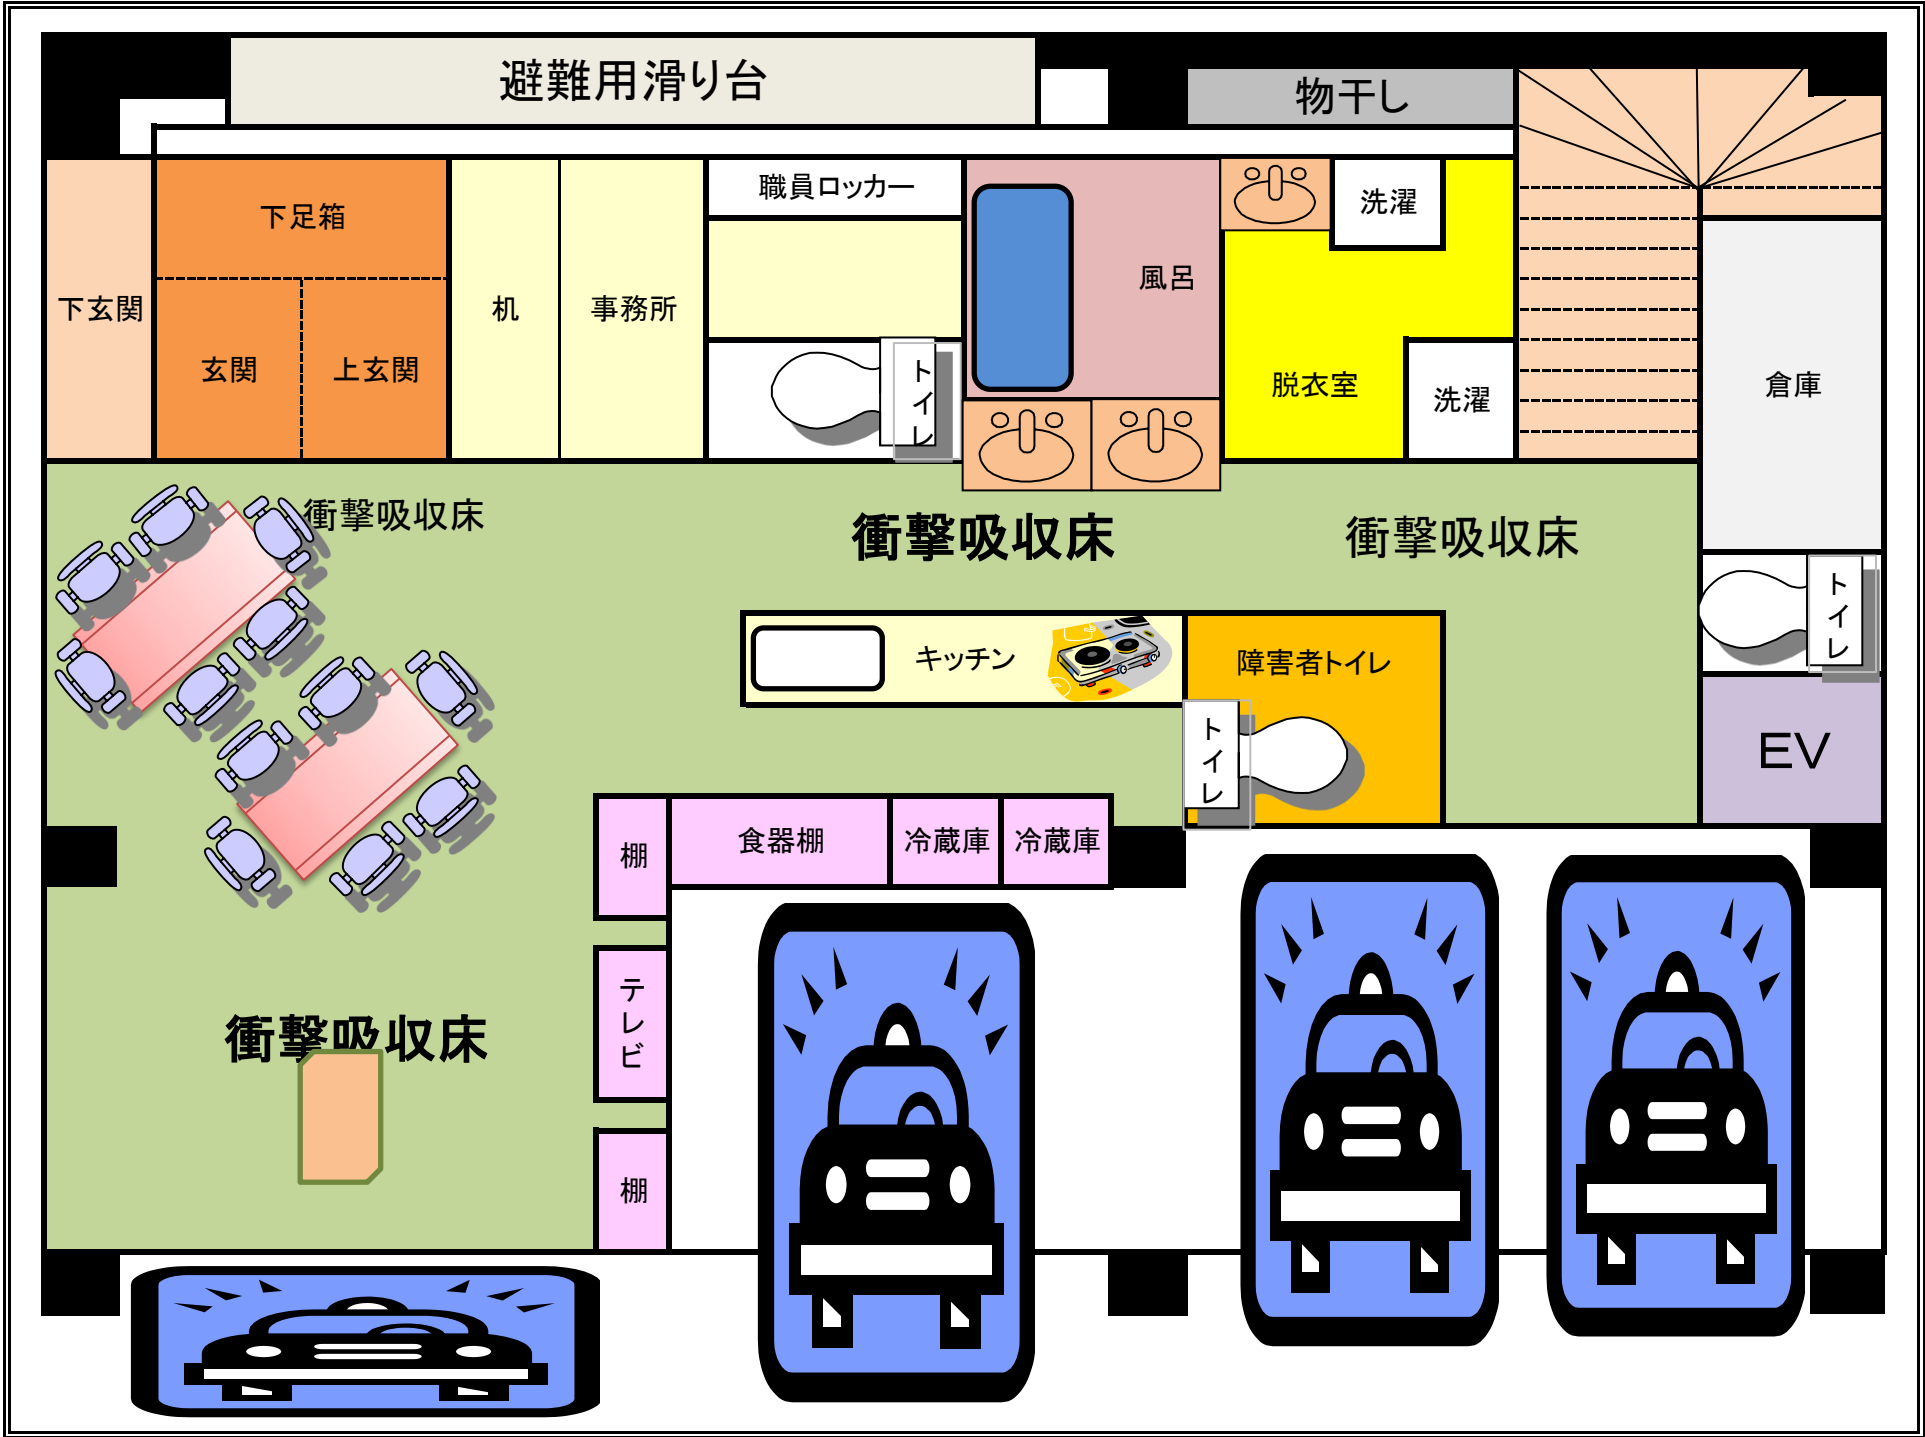 避難用滑り台
物干し
職員ロッカー
洗濯
下足箱
風呂
下玄関
机
事務所
玄関
上玄関
トイレ
脱衣室
洗濯
倉庫
衝撃吸収床
衝撃吸収床
衝撃吸収床
トイレ
キッチン
障害者トイレ
トイレ
EV
棚
食器棚
冷蔵庫
冷蔵庫
テレビ
衝撃吸収床
棚